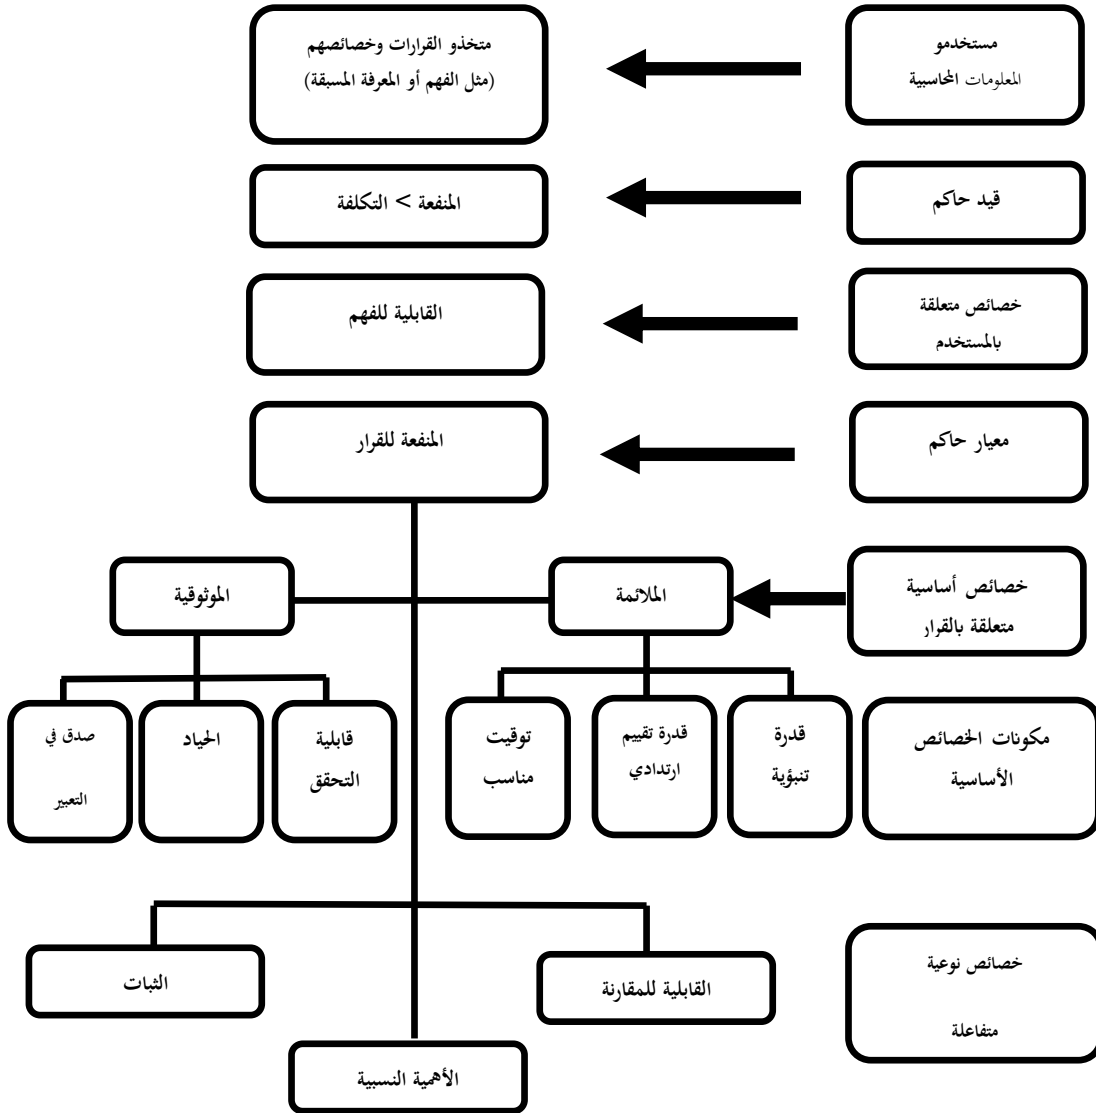 مستخدمو
المعلومات المحاسبية
متخذو القرارات وخصائصهم
(مثل الفهم أو المعرفة المسبقة)
قيد حاكم
المنفعة > التكلفة
خصائص متعلقة
بالمستخدم
القابلية للفهم
معيار حاكم
المنفعة للقرار
خصائص أساسية
متعلقة بالقرار
الملائمة
الموثوقية
مكونات الخصائص
الأساسية
قدرة
تنبؤية
قدرة تقييم
ارتدادي
توقيت
مناسب
قابلية
التحقق
الحياد
صدق في
التعبير
خصائص نوعية
متفاعلة
القابلية للمقارنة
الثبات
الأهمية النسبية